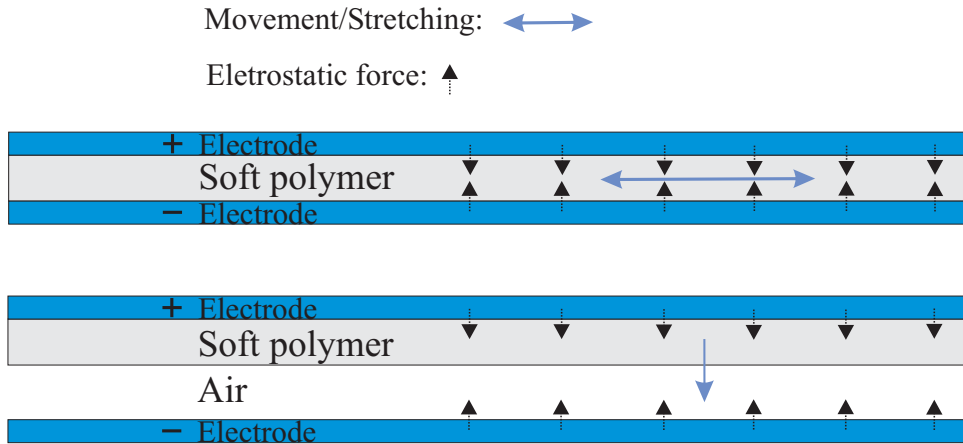 Movement/Stretching:
Eletrostatic force:
+ Electrode
Soft polymer
− Electrode
+ Electrode
Soft polymer
Air
− Electrode